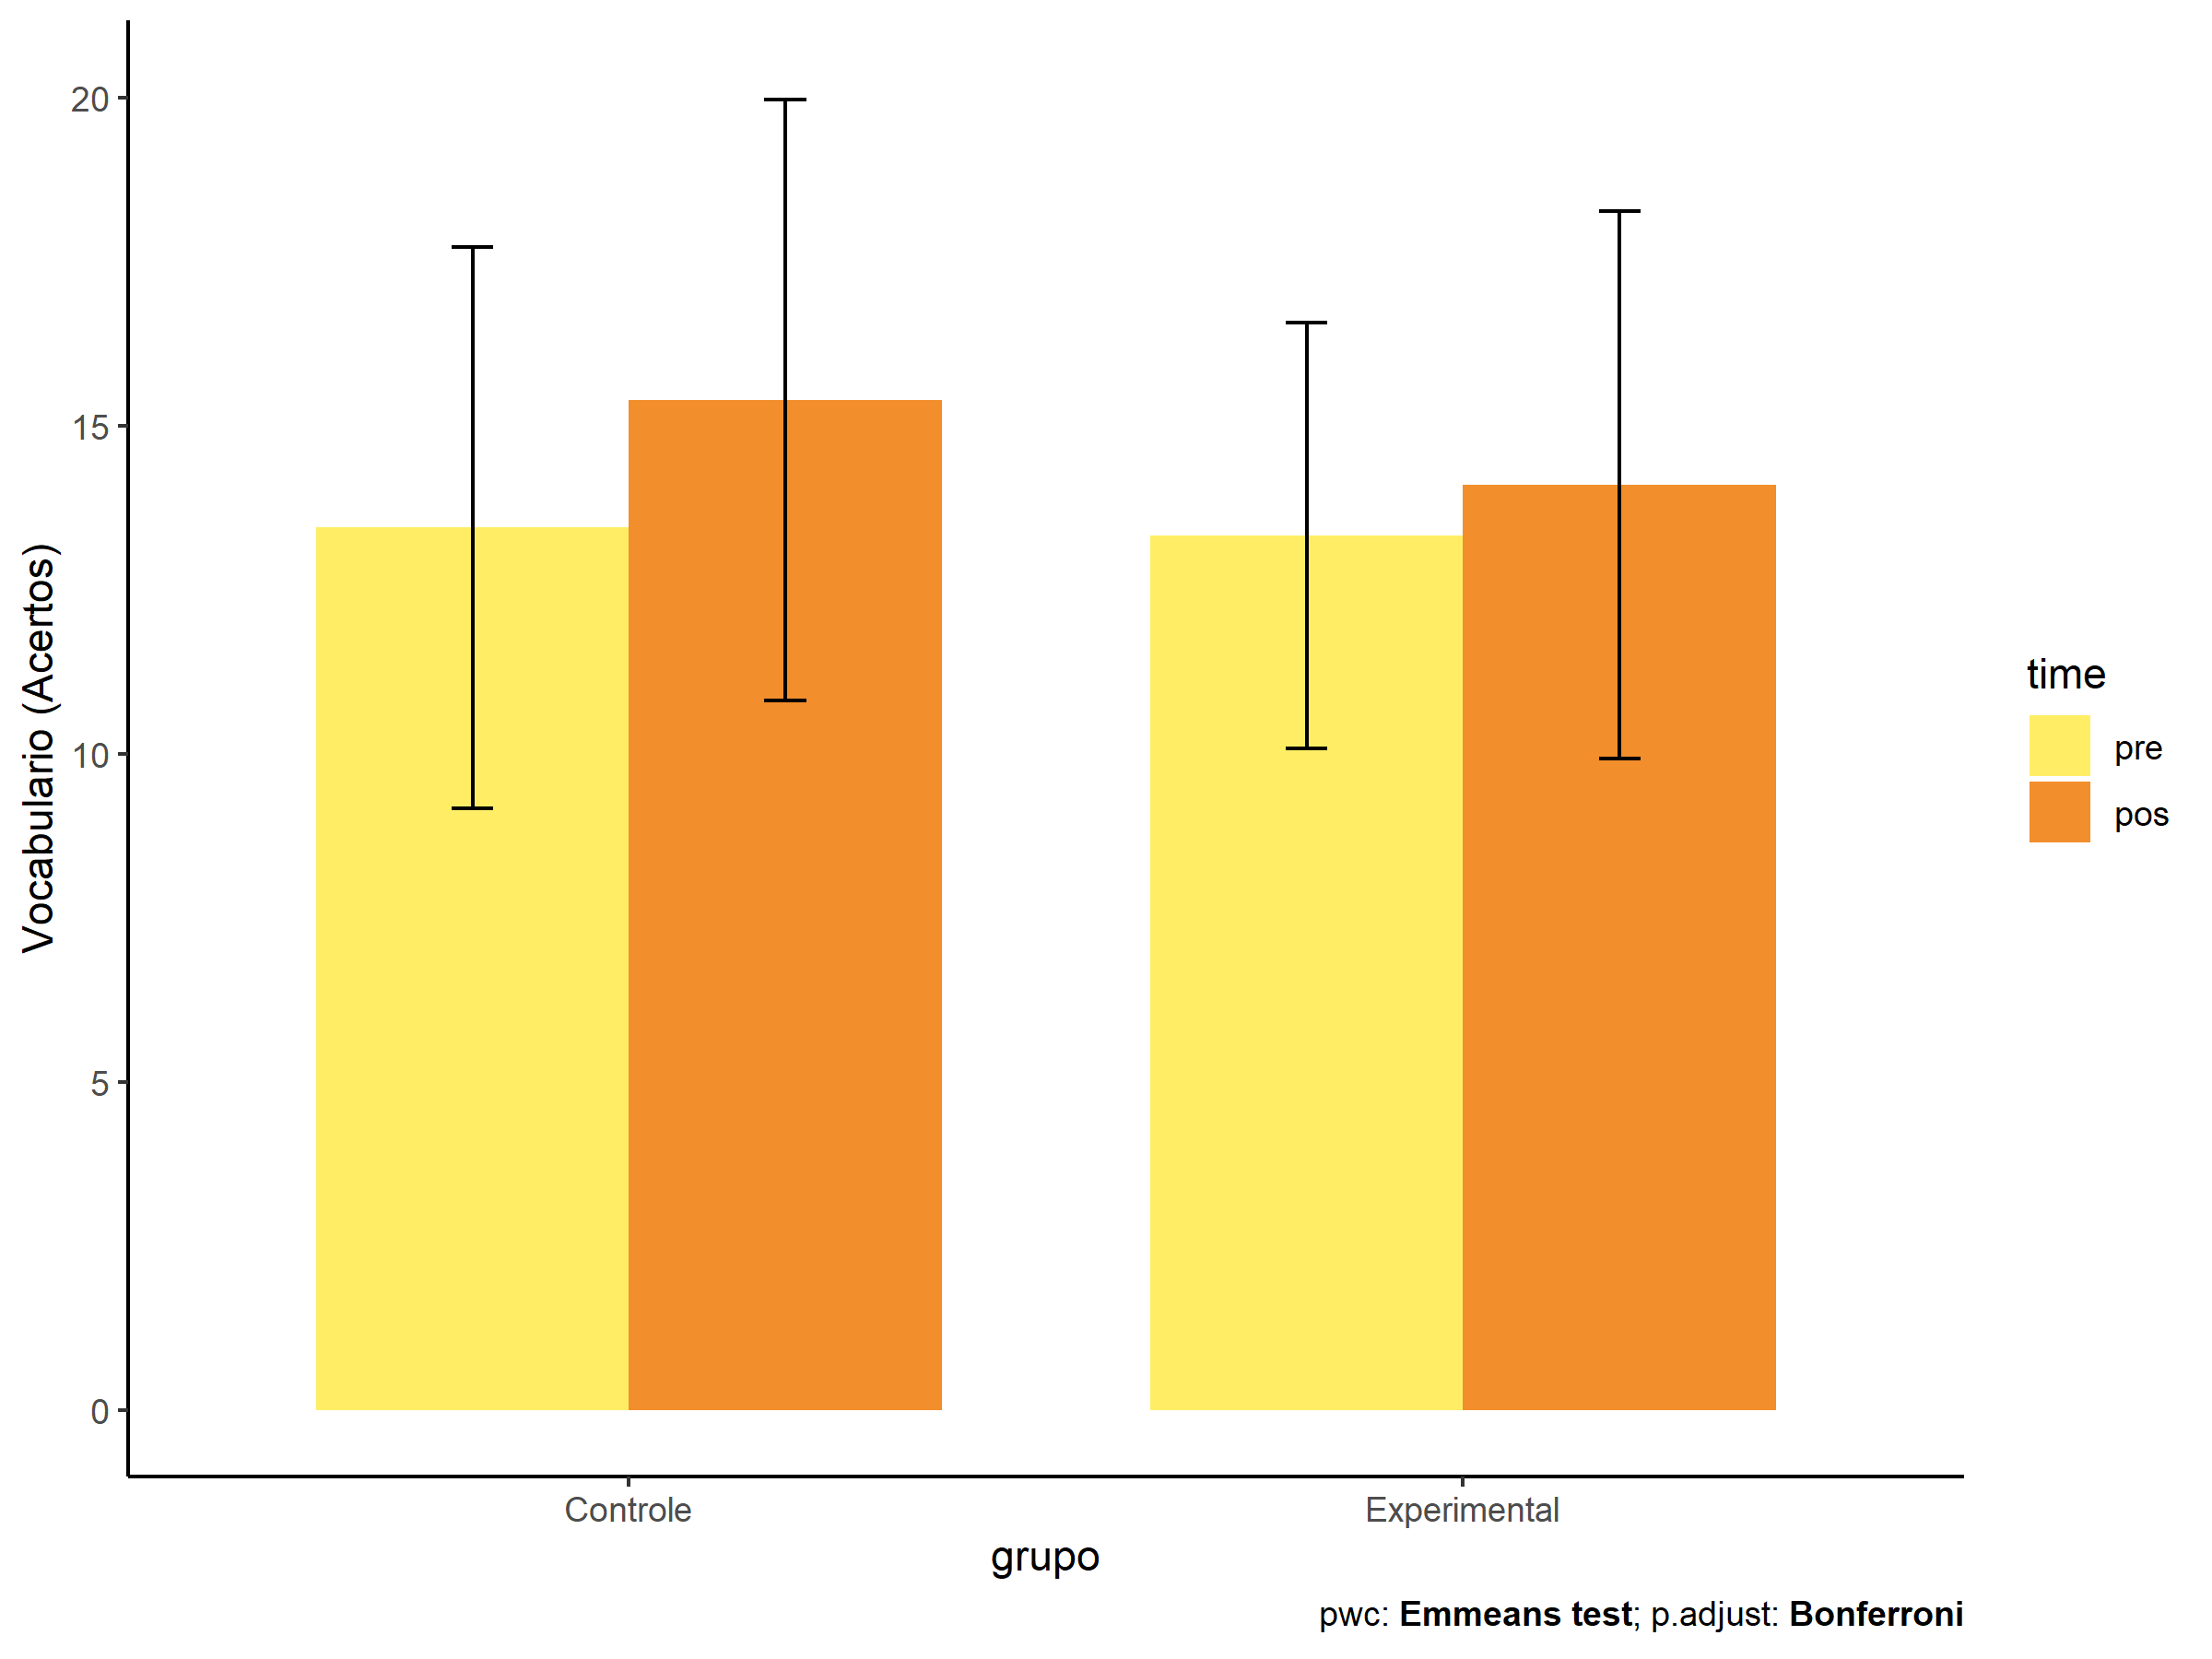 Vocabulario (Acertos)
20
15
10
5
0
Controle
Experimental
grupo
time
pre
pos
pwc: Emmeans test; p.adjust: Bonferroni